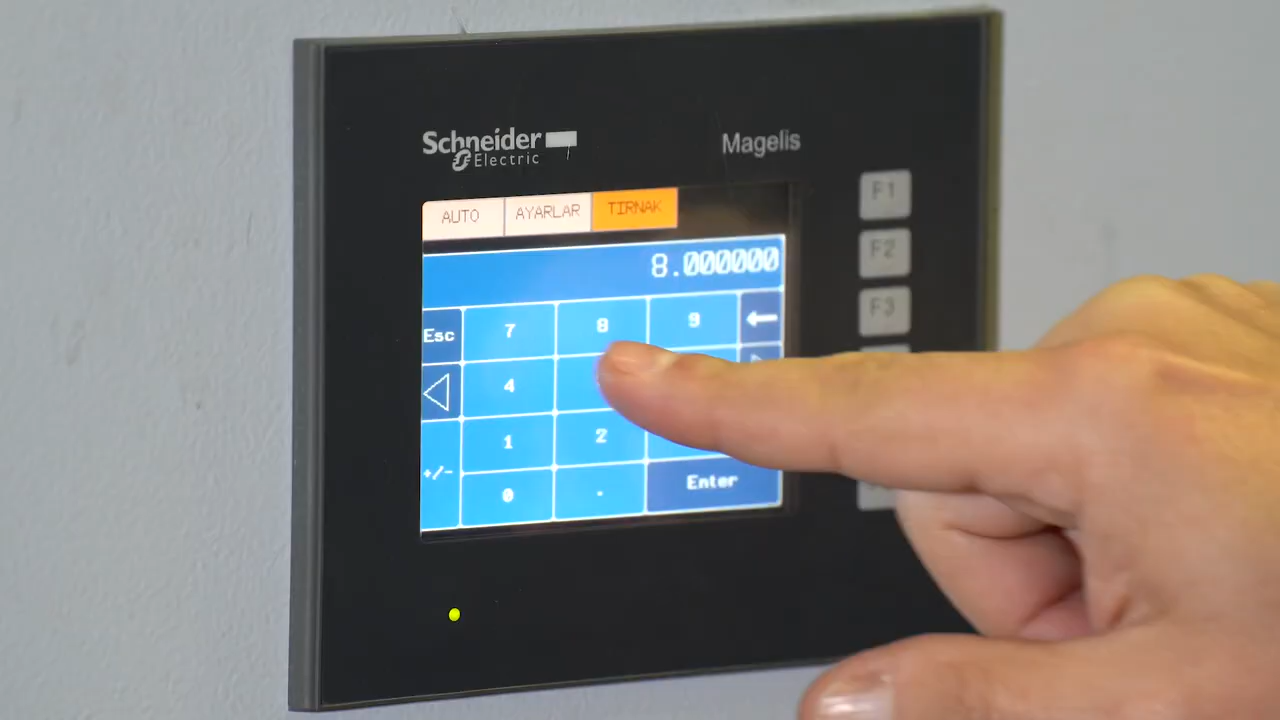 Schneider
Electric
Magelis
AUTO AYARLAR TIRNAK
8.000000
Esc 7 8 9
4
1 2
+/-
0 . Enter
F1
F2
F3